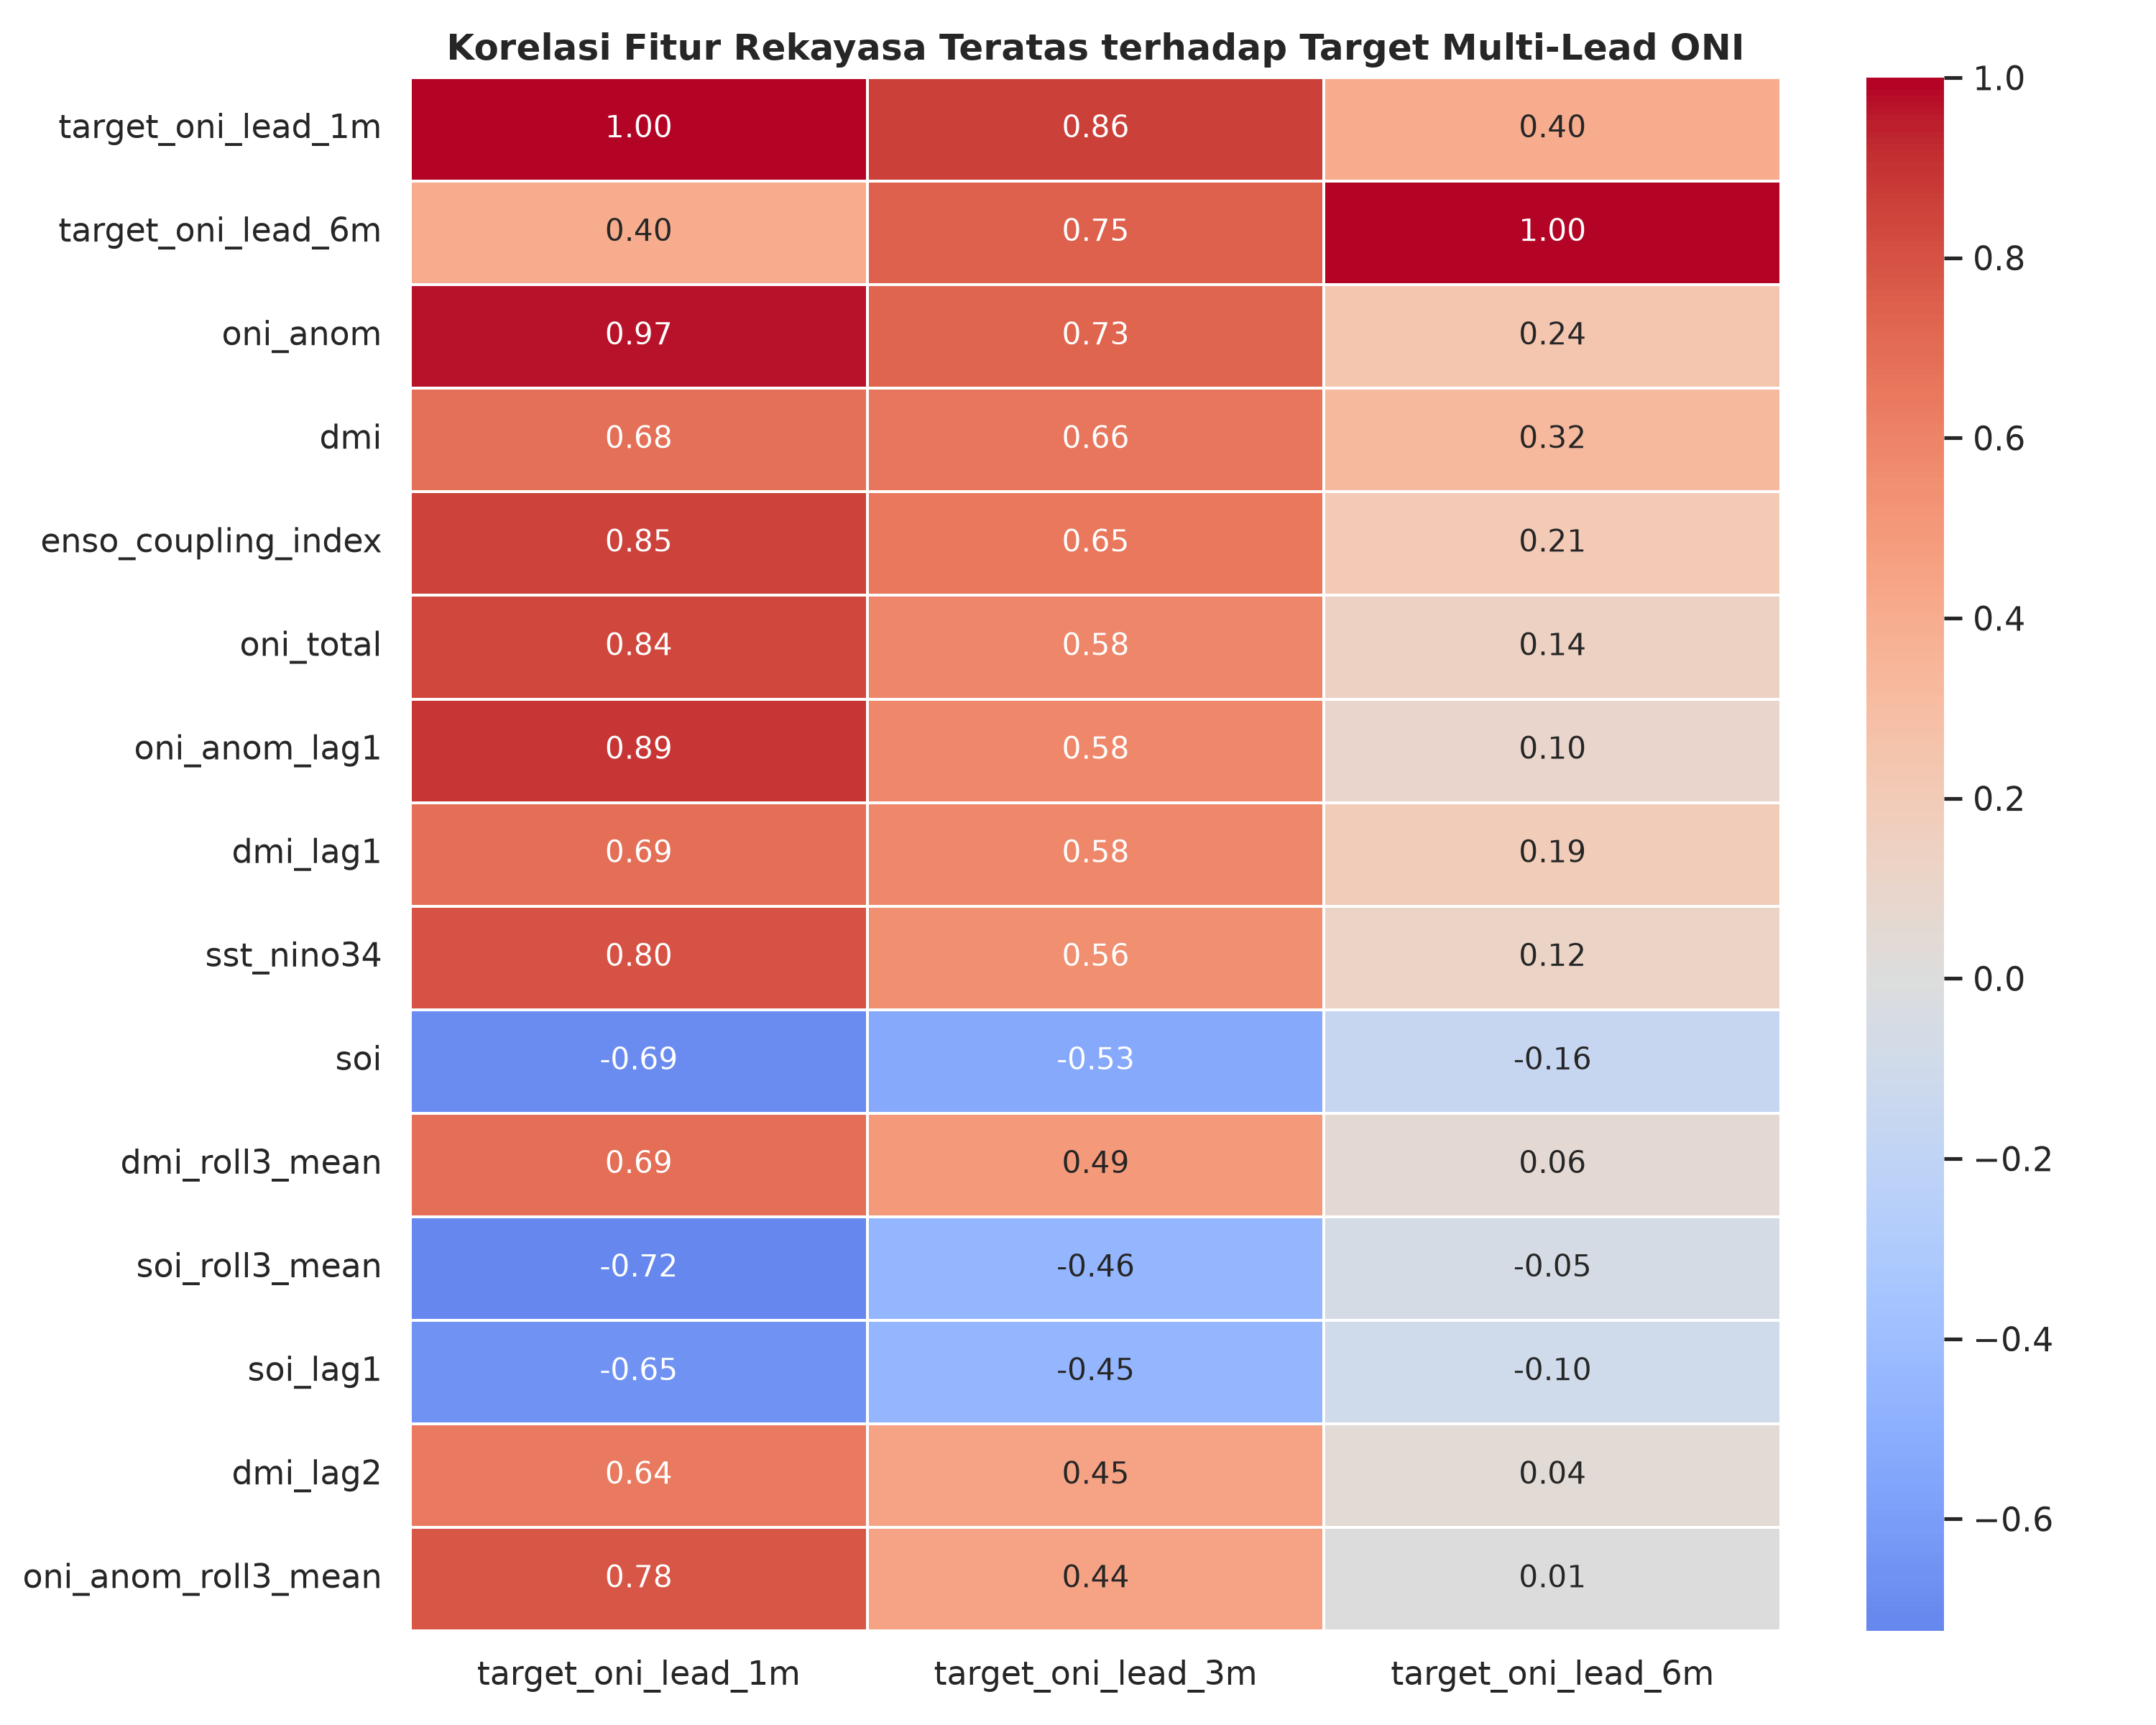 Korelasi Fitur Rekayasa Teratas terhadap Target Multi-Lead ONI
target_oni_lead_1m 1.00 0.86 0.40
target_oni_lead_6m 0.40 0.75 1.00
oni_anom 0.97 0.73 0.24
dmi 0.68 0.66 0.32
enso_coupling_index 0.85 0.65 0.21
oni_total 0.84 0.58 0.14
oni_anom_lag1 0.89 0.58 0.10
dmi_lag1 0.69 0.58 0.19
sst_nino34 0.80 0.56 0.12
soi -0.69 -0.53 -0.16
dmi_roll3_mean 0.69 0.49 0.06
soi_roll3_mean -0.72 -0.46 -0.05
soi_lag1 -0.65 -0.45 -0.10
dmi_lag2 0.64 0.45 0.04
oni_anom_roll3_mean 0.78 0.44 0.01
target_oni_lead_1m target_oni_lead_3m target_oni_lead_6m
1.0
0.8
0.6
0.4
0.2
0.0
−0.2
−0.4
−0.6